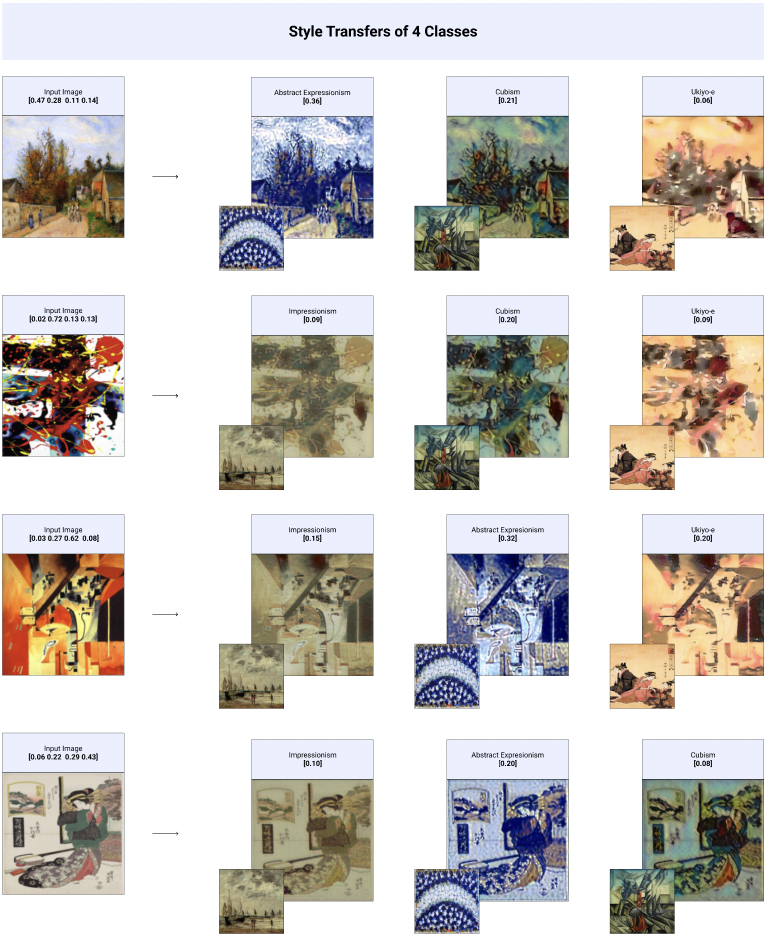 Style Transfers of 4 Classes
Input Image
[0.47 0.28 0.11 0.14]
Abstract Expressionism
[0.36]
Cubism
[0.21]
Ukiyo-e
[0.06]
Input Image
[0.02 0.72 0.13 0.13]
Impressionism
[0.09]
Cubism
[0.20]
Ukiyo-e
[0.09]
Input Image
[0.03 0.27 0.62 0.08]
Impressionism
[0.15]
Abstract Expresionism
[0.32]
Ukiyo-e
[0.20]
Input Image
[0.06 0.22 0.29 0.43]
Impressionism
[0.10]
Abstract Expresionism
[0.20]
Cubism
[0.08]